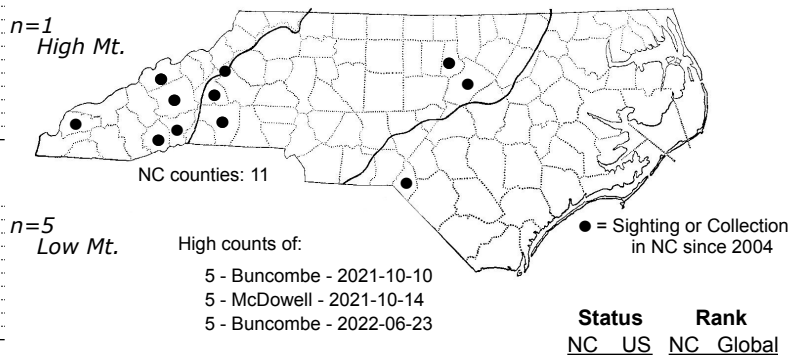 n=1
High Mt.
NC counties: 11
n=5
Low Mt.
High counts of:
5 - Buncombe - 2021-10-10
5 - McDowell - 2021-10-14
5 - Buncombe - 2022-06-23
● = Sighting or Collection
in NC since 2004
Status Rank
NC US NC Global